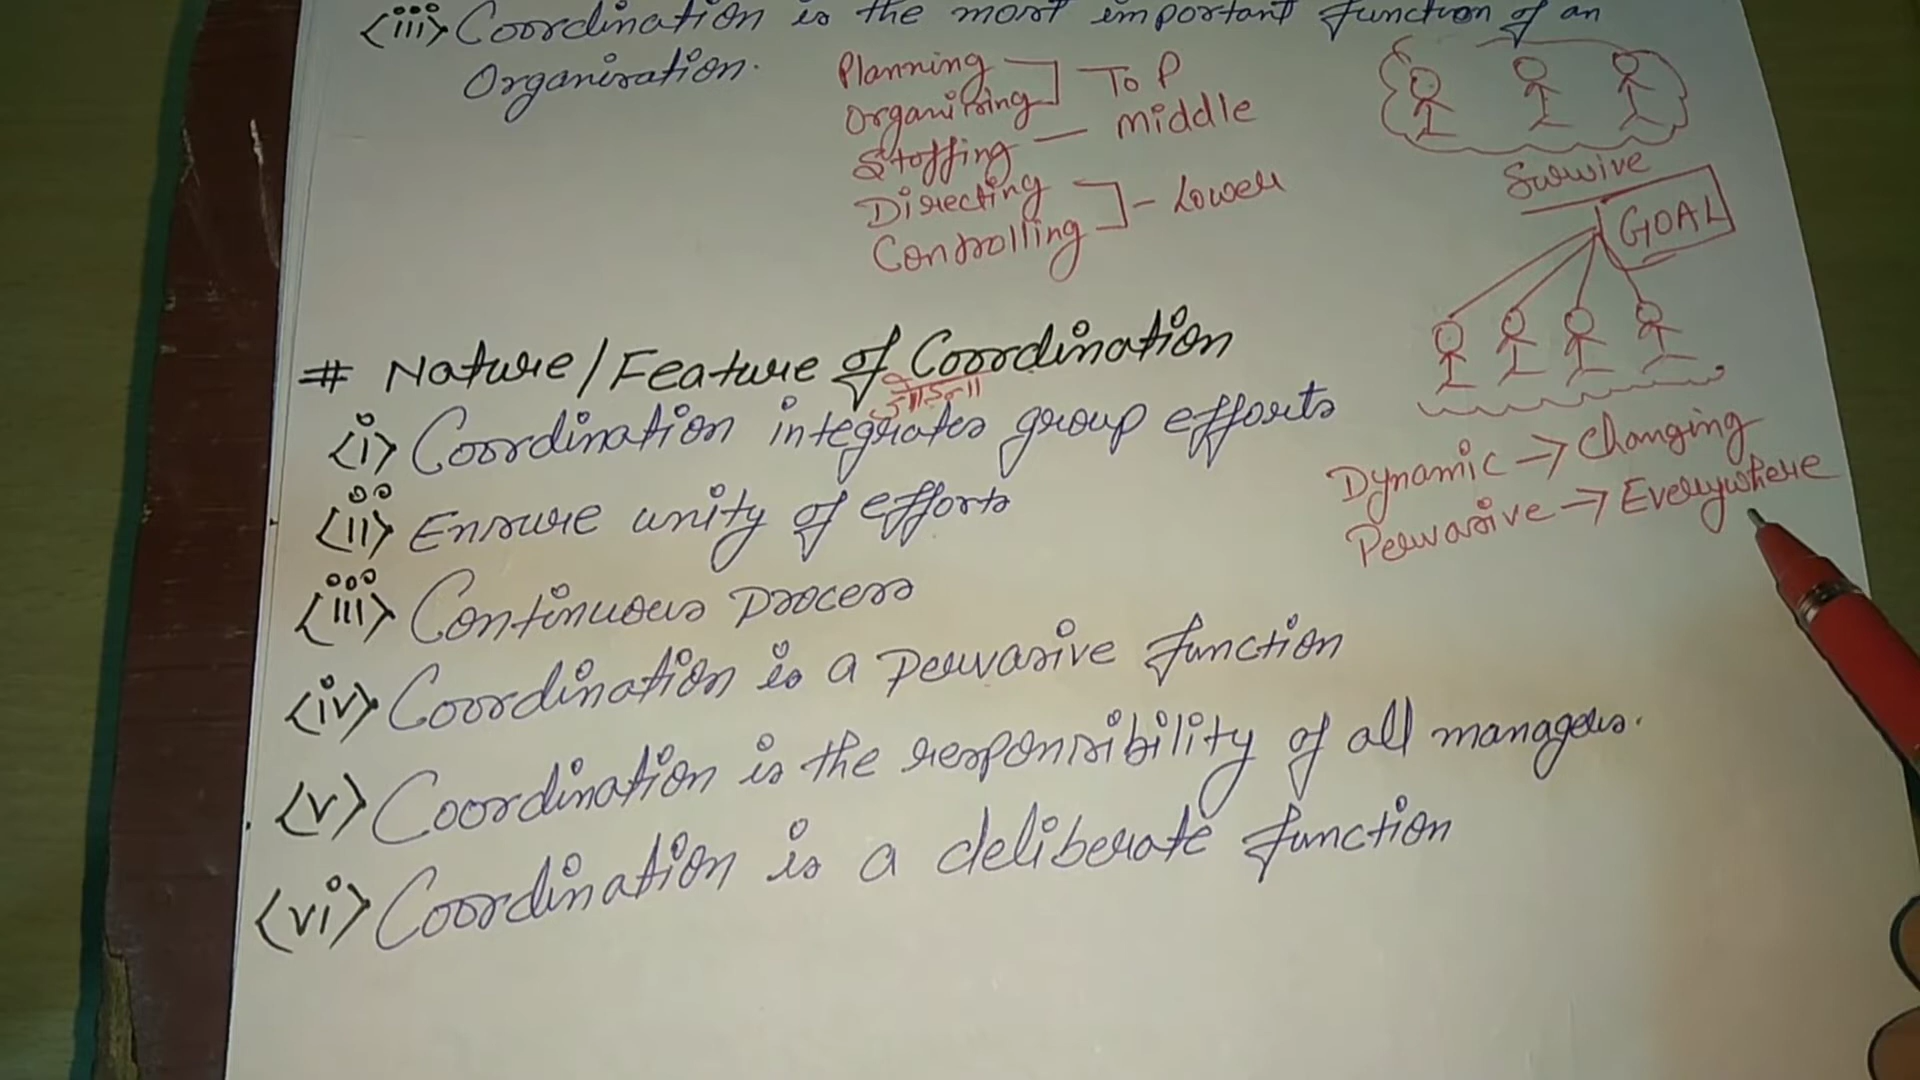 <iii> Coordination is the most important function of an
Organisation.
Planning
Organising
To P
Staffing — middle
Directing
Controlling
- Lower
Survive
GOAL
# Nature/Feature of Coordination
<i> Coordination integrates group efforts
<ii> Ensure unity of efforts
<iii> Continuous process
<iv> Coordination is a pervasive function
<v> Coordination is the responsibility of all managers.
<vi> Coordination is a deliberate function
Dynamic → Changing
Pervasive → Everywhere